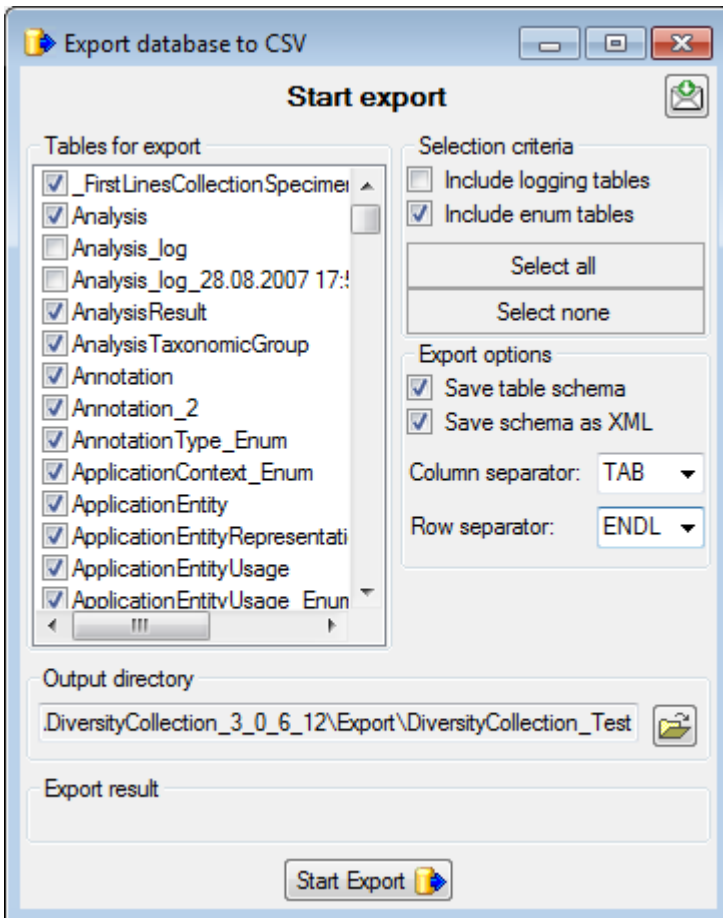 Export database to CSV
Start export
Tables for export
_FirstLinesCollectionSpecimen
Analysis
Analysis_log
Analysis_log_28.08.2007 17:5
AnalysisResult
AnalysisTaxonomicGroup
Annotation
Annotation_2
AnnotationType_Enum
ApplicationContext_Enum
ApplicationEntity
ApplicationEntityRepresentati
ApplicationEntityUsage
ApplicationEntityUsage_Enum
Selection criteria
Include logging tables
Include enum tables
Select all
Select none
Export options
Save table schema
Save schema as XML
Column separator: TAB
Row separator: ENDL
Output directory
.DiversityCollection_3_0_6_12\Export\DiversityCollection_Test
Export result
Start Export